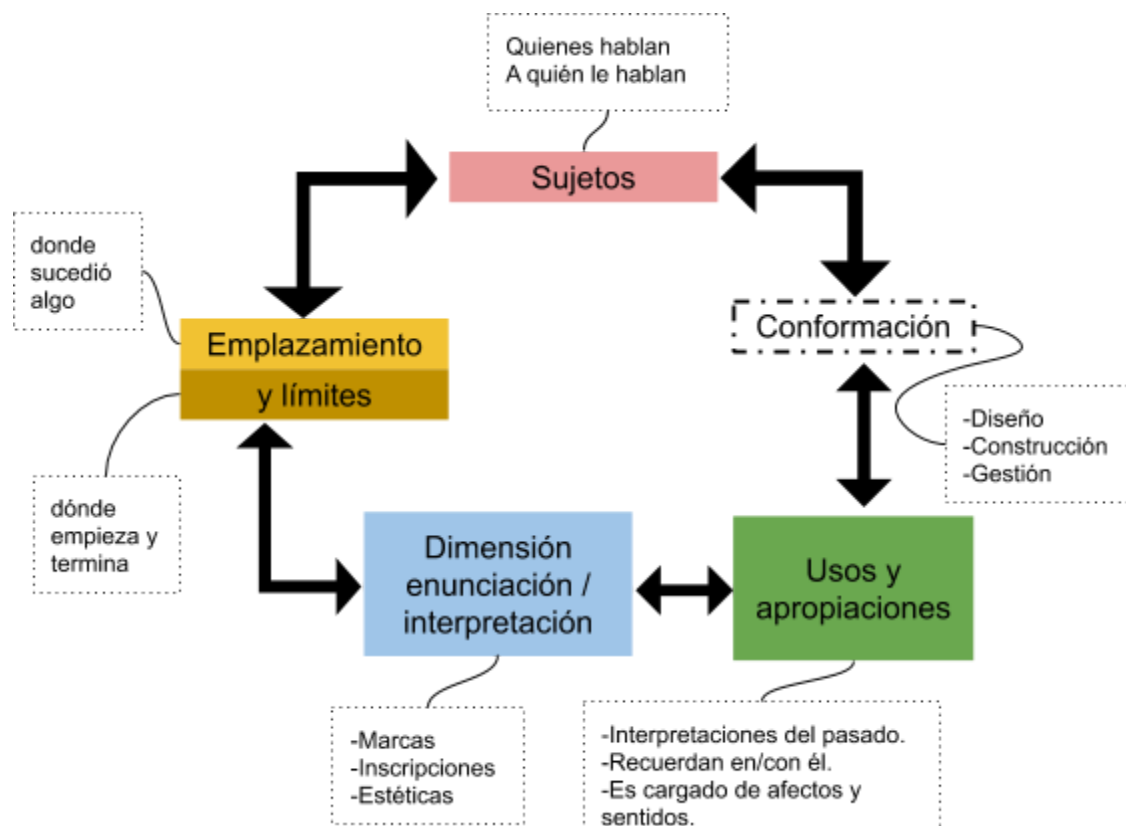 Quienes hablan
A quién le hablan
Sujetos
donde
sucedió
algo
Emplazamiento
y límites
Conformación
-Diseño
-Construcción
-Gestión
dónde
empieza y
termina
Dimensión
enunciación /
interpretación
Usos y
apropiaciones
-Marcas
-Inscripciones
-Estéticas
-Interpretaciones del pasado.
-Recuerdan en/con él.
-Es cargado de afectos y
sentidos.